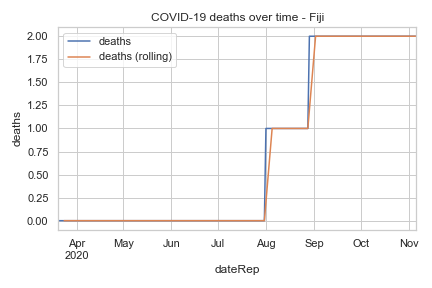 COVID-19 deaths over time - Fiji
deaths
deaths (rolling)
2.00
1.75
1.50
1.25
1.00
0.75
0.50
0.25
0.00
deaths
Apr May Jun Jul Aug Sep Oct Nov
2020
dateRep